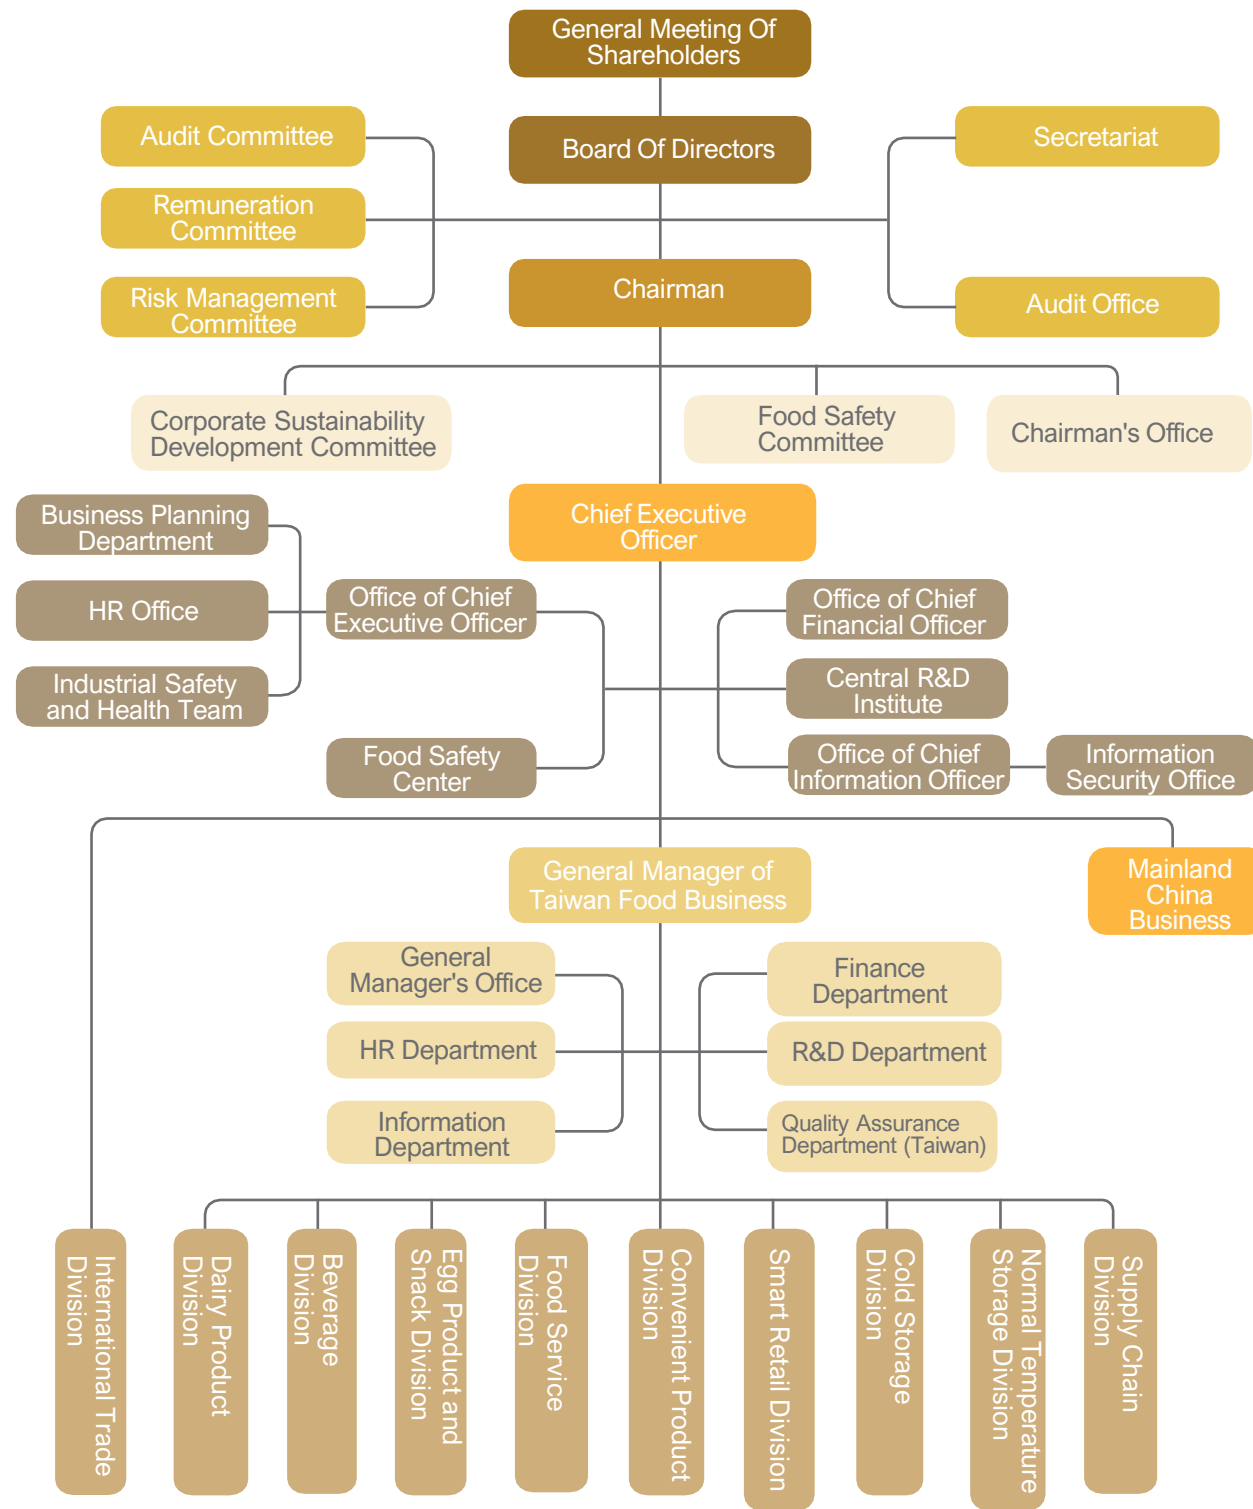 General Meeting Of
Shareholders
Audit Committee
Board Of Directors
Secretariat
Remuneration
Committee
Risk Management
Committee
Chairman
Audit Office
Corporate Sustainability
Development Committee
Food Safety
Committee
Chairman's Office
Chief Executive
Officer
Business Planning
Department
HR Office
Industrial Safety
and Health Team
Office of Chief
Executive Officer
Food Safety
Center
Office of Chief
Financial Officer
Central R&D
Institute
Office of Chief
Information Officer
Information
Security Office
General Manager of
Taiwan Food Business
Mainland
China
Business
General
Manager's Office
HR Department
Information
Department
Finance
Department
R&D Department
Quality Assurance
Department (Taiwan)
International Trade
Division
Dairy Product
Division
Beverage
Division
Egg Product and
Snack Division
Food Service
Division
Convenient Product
Division
Smart Retail Division
Cold Storage
Division
Normal Temperature
Storage Division
Supply Chain
Division